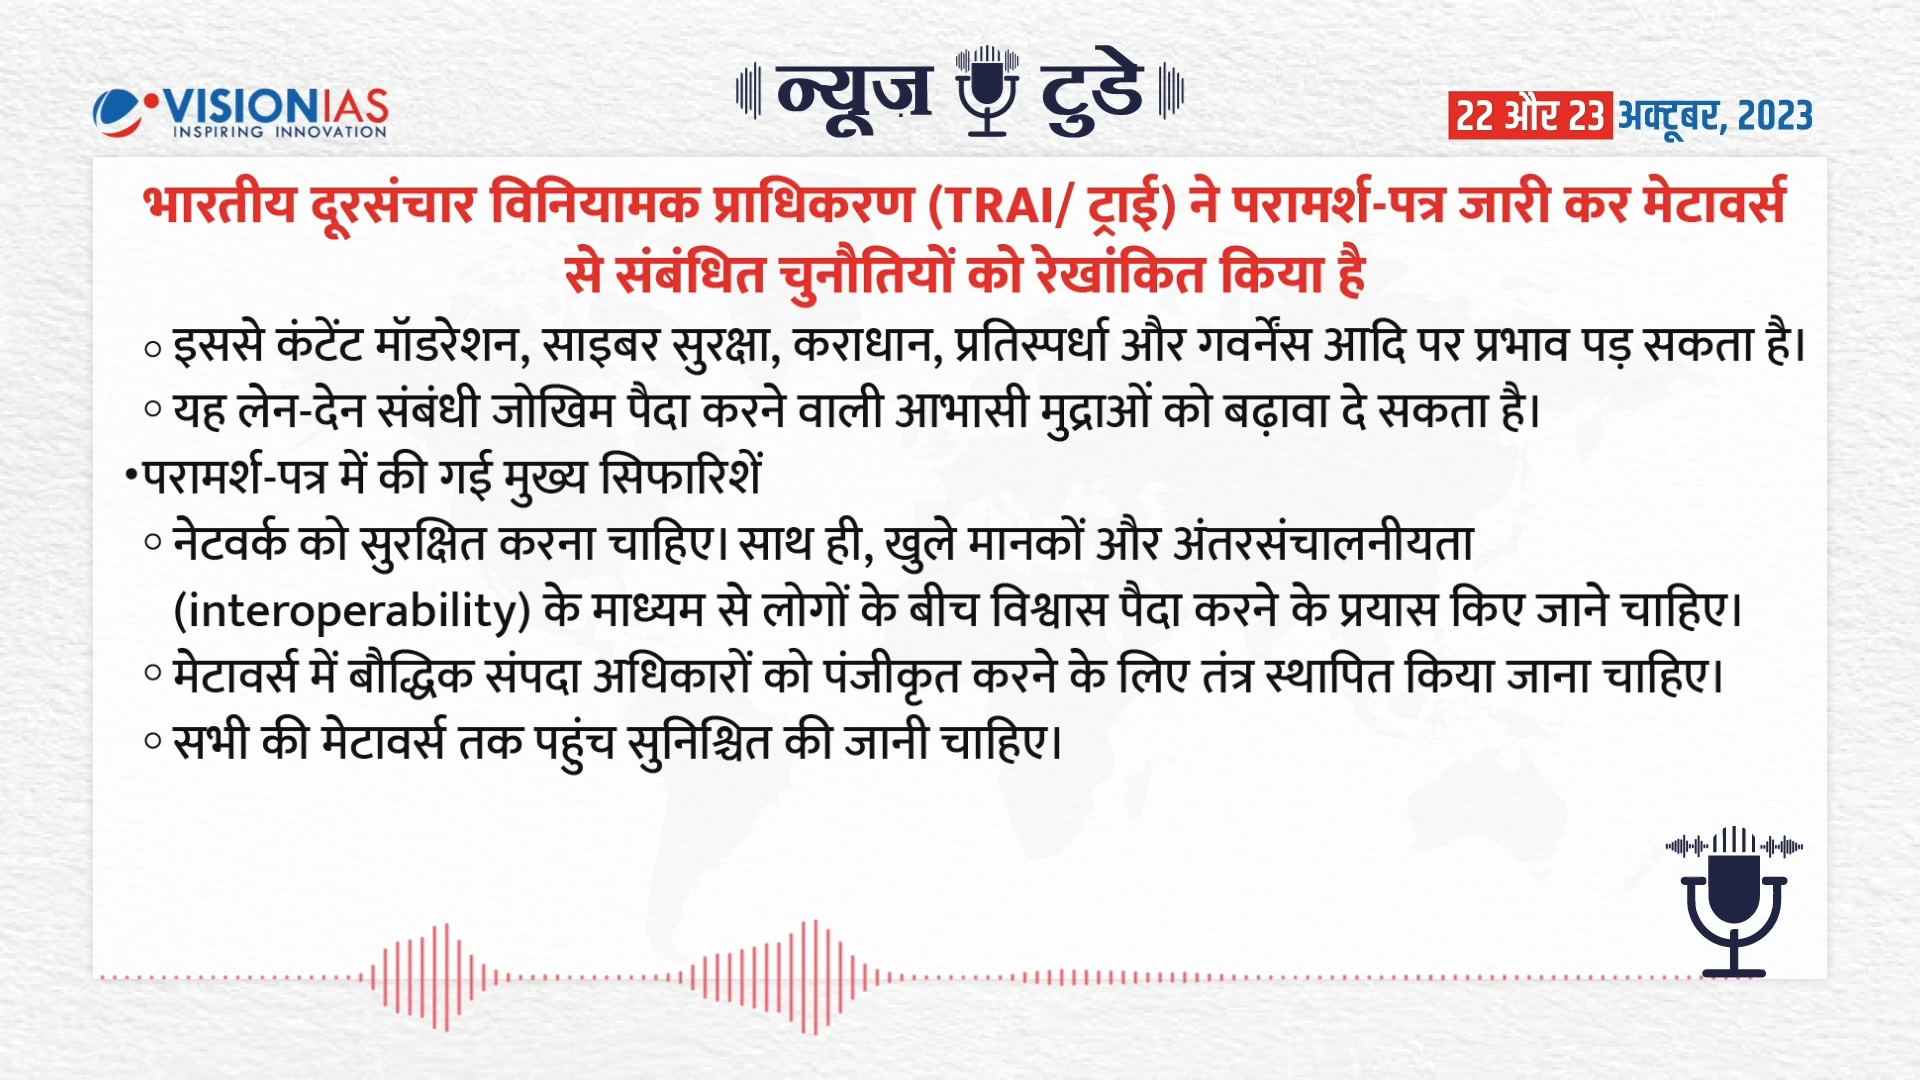 VISIONIAS
INSPIRING INNOVATION
न्यूज़ टुडे
22 और 23 अक्टूबर, 2023
भारतीय दूरसंचार विनियामक प्राधिकरण (TRAI/ ट्राई) ने परामर्श-पत्र जारी कर मेटावर्स
से संबंधित चुनौतियों को रेखांकित किया है
○ इससे कंटेंट मॉडरेशन, साइबर सुरक्षा, कराधान, प्रतिस्पर्धा और गवर्नेंस आदि पर प्रभाव पड़ सकता है।
○ यह लेन-देन संबंधी जोखिम पैदा करने वाली आभासी मुद्राओं को बढ़ावा दे सकता है।
•परामर्श-पत्र में की गई मुख्य सिफारिशें
○ नेटवर्क को सुरक्षित करना चाहिए। साथ ही, खुले मानकों और अंतरसंचालनीयता
(interoperability) के माध्यम से लोगों के बीच विश्वास पैदा करने के प्रयास किए जाने चाहिए।
○ मेटावर्स में बौद्धिक संपदा अधिकारों को पंजीकृत करने के लिए तंत्र स्थापित किया जाना चाहिए।
○ सभी की मेटावर्स तक पहुंच सुनिश्चित की जानी चाहिए।